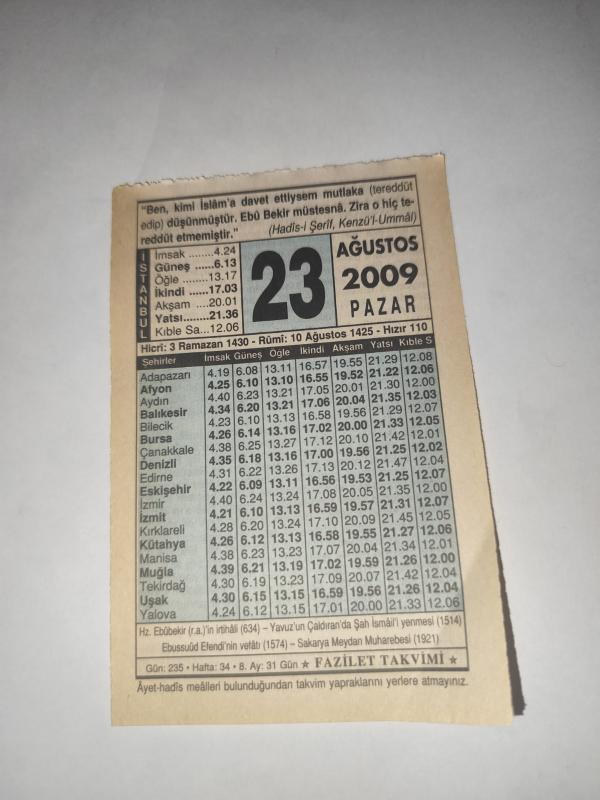 "Ben, kimi İslâm'a davet ettiysem mutlaka (tereddüt
edip) düşünmüştür. Ebû Bekir müstesnâ. Zira o hiç te-
reddüt etmemiştir."
(Hadîs-i Şerîf, Kenzü'l-Ummâl)
İSTANBUL
İmsak ........4.24
Güneş ......6.13
Öğle .......13.17
İkindi ......17.03
Akşam ....20.01
Yatsı........21.36
Kıble Sa...12.06
23
AĞUSTOS
2009
PAZAR
Hicrî: 3 Ramazan 1430 - Rûmî: 10 Ağustos 1425 - Hızır 110
Şehirler İmsak Güneş Öğle İkindi Akşam Yatsı Kıble S
Adapazarı 4.19 6.08 13.11 16.57 19.55 21.29 12.08
Afyon 4.25 6.10 13.10 16.55 19.52 21.22 12.06
Aydın 4.40 6.23 13.21 17.05 20.01 21.30 12.00
Balıkesir 4.34 6.20 13.21 17.06 20.04 21.35 12.03
Bilecik 4.23 6.10 13.13 16.58 19.56 21.29 12.07
Bursa 4.26 6.14 13.16 17.02 20.00 21.33 12.05
Çanakkale 4.38 6.25 13.27 17.12 20.10 21.42 12.01
Denizli 4.35 6.18 13.16 17.00 19.56 21.25 12.02
Edirne 4.31 6.22 13.26 17.13 20.12 21.47 12.04
Eskişehir 4.22 6.09 13.11 16.56 19.53 21.25 12.07
İzmir 4.40 6.24 13.24 17.08 20.05 21.35 12.00
İzmit 4.21 6.10 13.13 16.59 19.57 21.31 12.07
Kırklareli 4.28 6.20 13.24 17.10 20.09 21.45 12.05
Kütahya 4.26 6.12 13.13 16.58 19.55 21.27 12.06
Manisa 4.38 6.23 13.23 17.07 20.04 21.34 12.01
Muğla 4.39 6.21 13.19 17.02 19.59 21.26 12.00
Tekirdağ 4.30 6.19 13.23 17.09 20.07 21.42 12.04
Uşak 4.30 6.15 13.15 16.59 19.56 21.26 12.04
Yalova 4.24 6.12 13.15 17.01 20.00 21.33 12.06
Hz. Ebûbekir (r.a.)'in irtihâli (634) – Yavuz'un Çaldıran'da Şah İsmâil'i yenmesi (1514)
Ebussuûd Efendi'nin vefâtı (1574) – Sakarya Meydan Muharebesi (1921)
Gün: 235 • Hafta: 34 • 8. Ay: 31 Gün ★ FAZİLET TAKVİMİ ★
Âyet-hadîs meâlleri bulunduğundan takvim yapraklarını yerlere atmayınız.